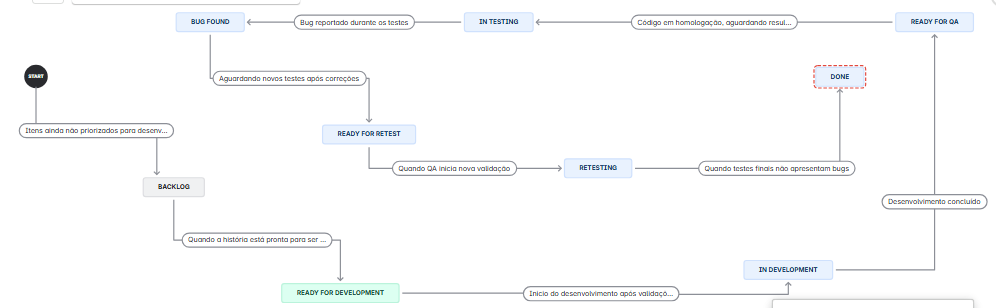 BUG FOUND
Bug reportado durante os testes
IN TESTING
Código em homologação, aguardando resul...
READY FOR QA
START
Aguardando novos testes após correções
DONE
Itens ainda não priorizados para desenv...
READY FOR RETEST
Quando QA inicia nova validação
RETESTING
Quando testes finais não apresentam bugs
BACKLOG
Desenvolvimento concluído
Quando a história está pronta para ser ...
IN DEVELOPMENT
READY FOR DEVELOPMENT
Início do desenvolvimento após validaçõ...